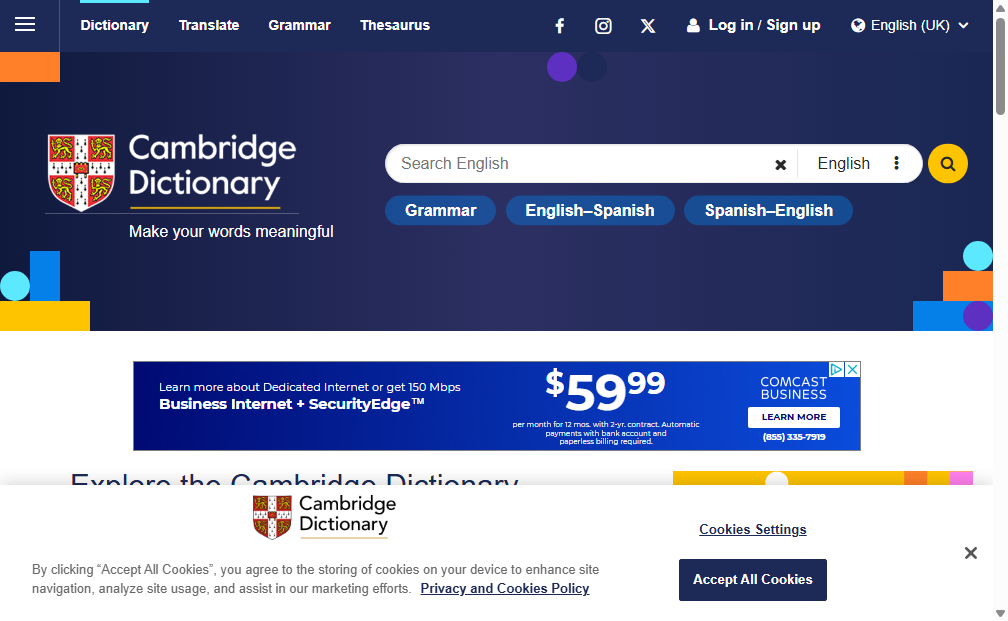 Dictionary Translate Grammar Thesaurus Log in / Sign up English (UK)
Cambridge
Dictionary
Make your words meaningful
Search English English
Grammar English–Spanish Spanish–English
Learn more about Dedicated Internet or get 150 Mbps
Business Internet + SecurityEdge™
$59.99
per month for 12 mos. with 2-yr. contract. Automatic
payments with bank account and
paperless billing required.
COMCAST
BUSINESS
LEARN MORE
(855) 335-7919
Explore the Cambridge Dictionary
Cambridge
Dictionary
By clicking “Accept All Cookies”, you agree to the storing of cookies on your device to enhance site
navigation, analyze site usage, and assist in our marketing efforts. Privacy and Cookies Policy
Cookies Settings
Accept All Cookies